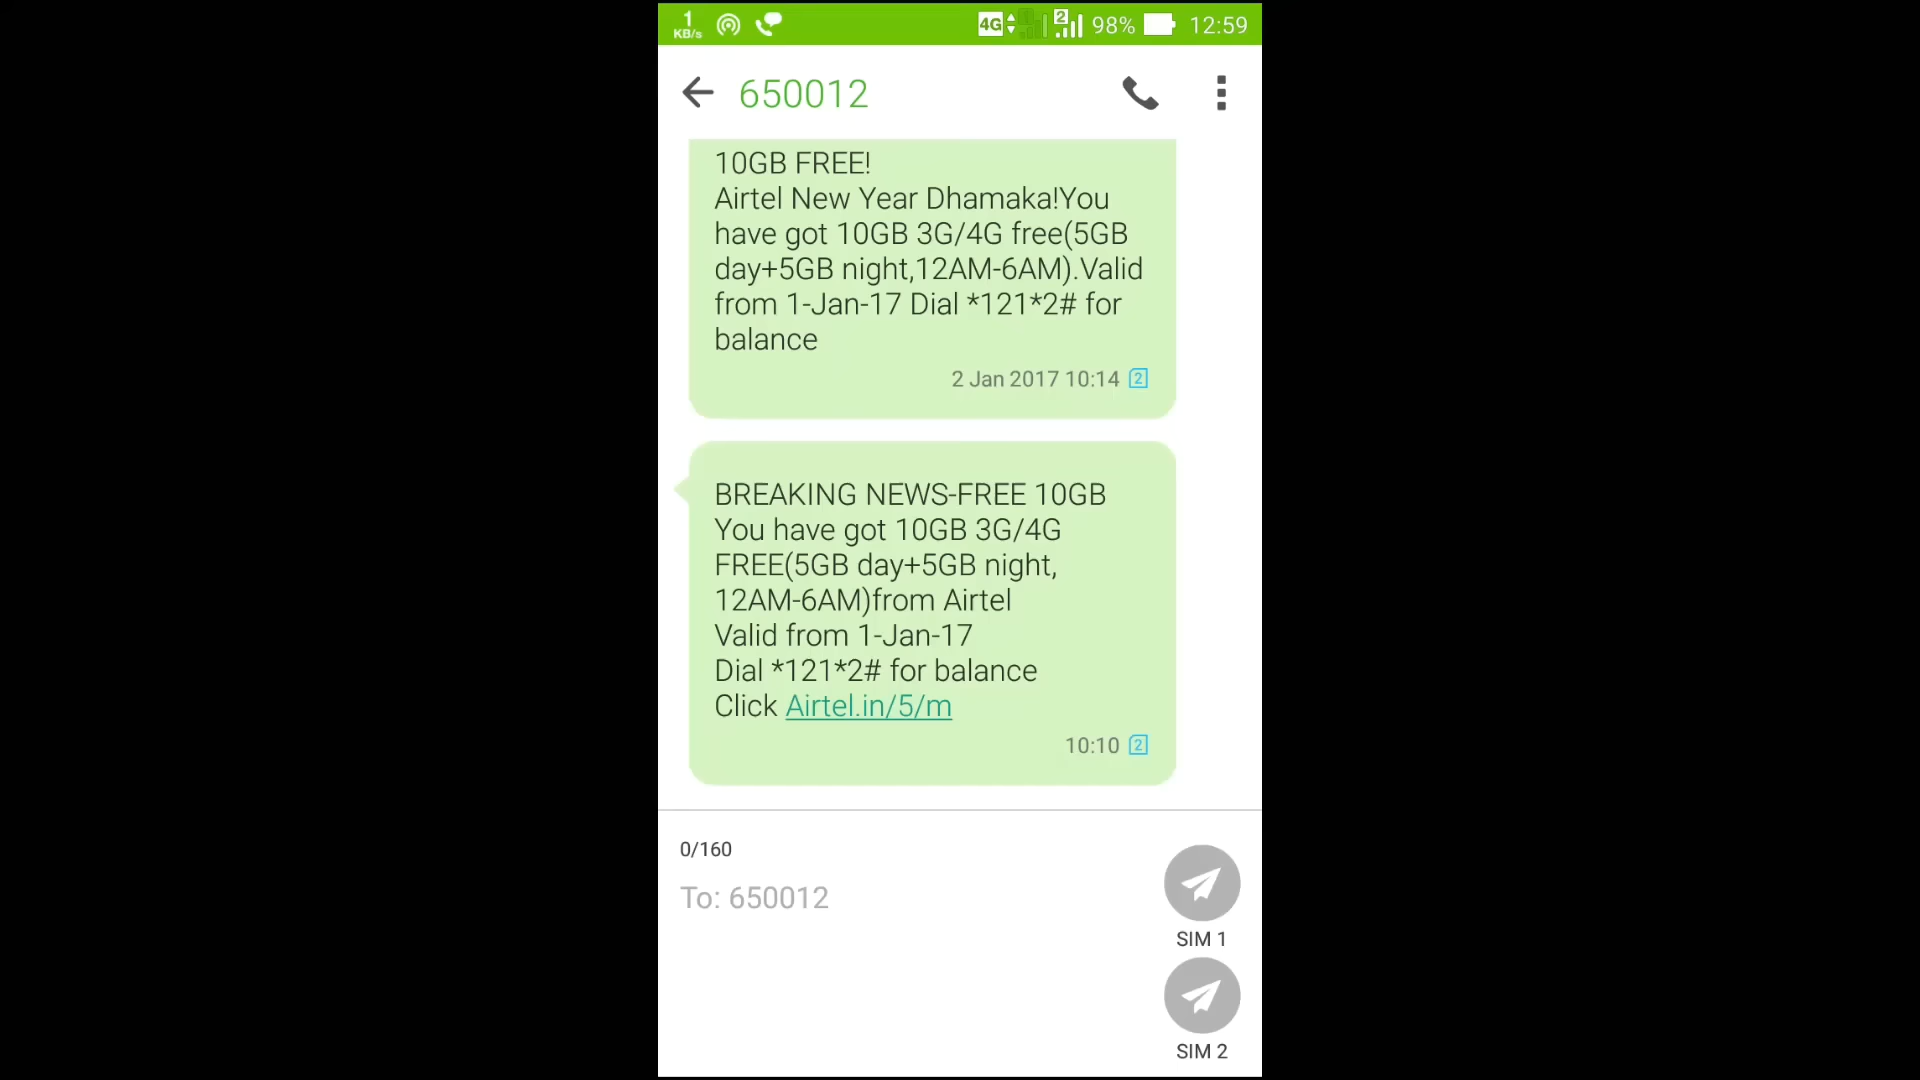 1
KB/s
4G
2
98%
12:59
650012
10GB FREE!
Airtel New Year Dhamaka!You
have got 10GB 3G/4G free(5GB
day+5GB night,12AM-6AM).Valid
from 1-Jan-17 Dial *121*2# for
balance
2 Jan 2017 10:14 2
BREAKING NEWS-FREE 10GB
You have got 10GB 3G/4G
FREE(5GB day+5GB night,
12AM-6AM)from Airtel
Valid from 1-Jan-17
Dial *121*2# for balance
Click Airtel.in/5/m
10:10 2
0/160
To: 650012
SIM 1
SIM 2